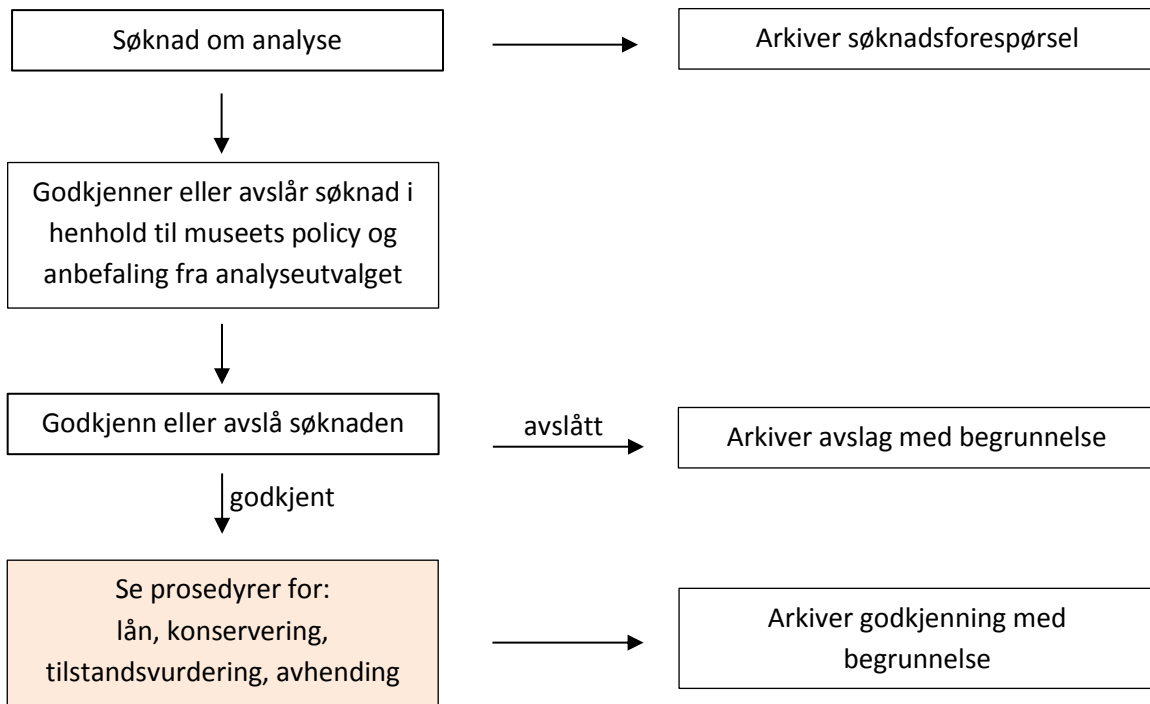 Søknad om analyse
Arkiver søknadsforespørsel
Godkjenner eller avslår søknad i
henhold til museets policy og
anbefaling fra analyseutvalget
Godkjenn eller avslå søknaden
avslått
Arkiver avslag med begrunnelse
godkjent
Se prosedyrer for:
lån, konservering,
tilstandsvurdering, avhending
Arkiver godkjenning med
begrunnelse